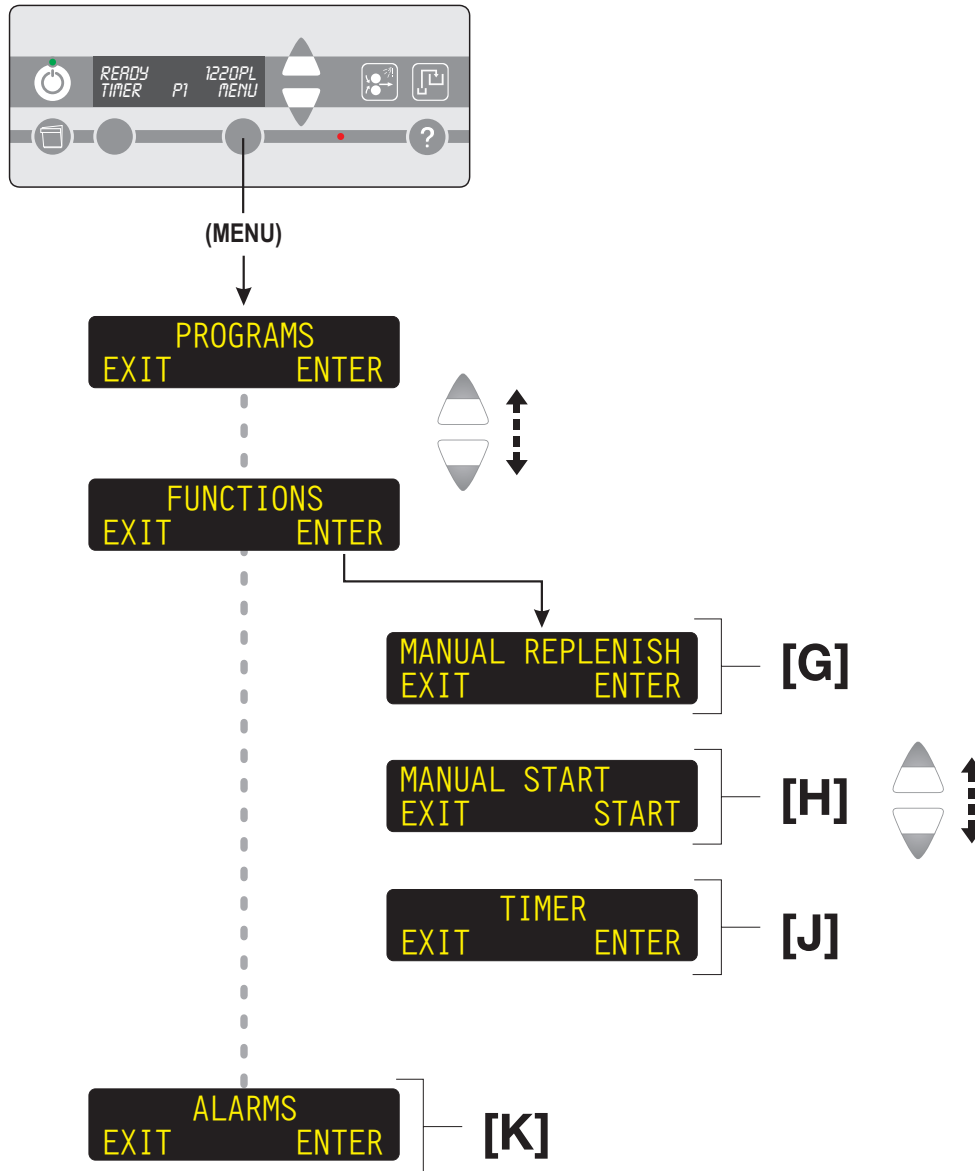 READY 1220PL
TIMER P1 MENU
?
(MENU)
PROGRAMS
EXIT ENTER
FUNCTIONS
EXIT ENTER
MANUAL REPLENISH
EXIT ENTER
[G]
MANUAL START
EXIT START
[H]
TIMER
EXIT ENTER
[J]
ALARMS
EXIT ENTER
[K]